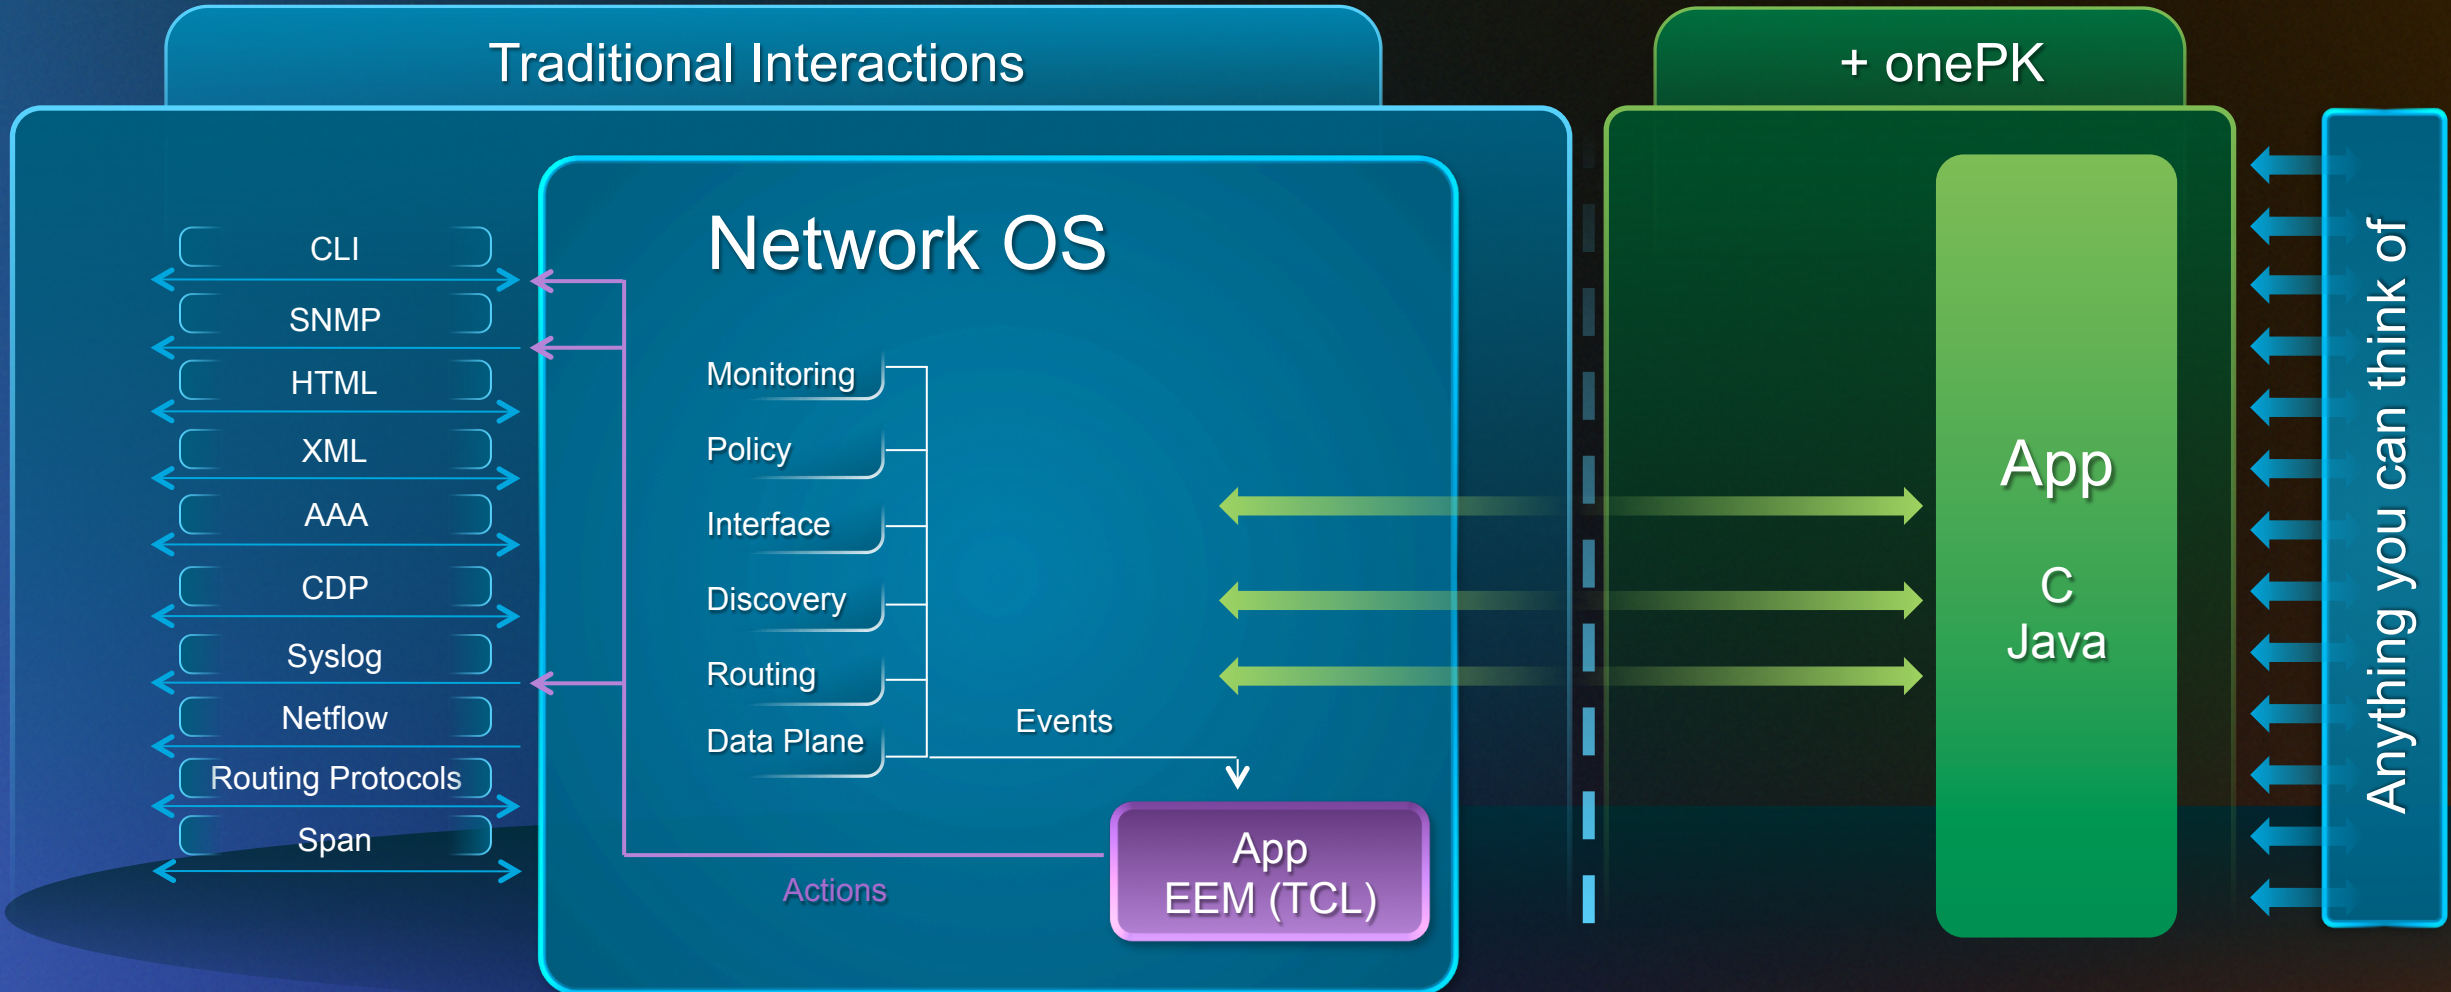 Traditional Interactions
+ onePK
CLI
SNMP
HTML
XML
AAA
CDP
Syslog
Netflow
Routing Protocols
Span
Network OS
Monitoring
Policy
Interface
Discovery
Routing
Data Plane
Events
Actions
App
EEM (TCL)
App
C
Java
Anything you can think of